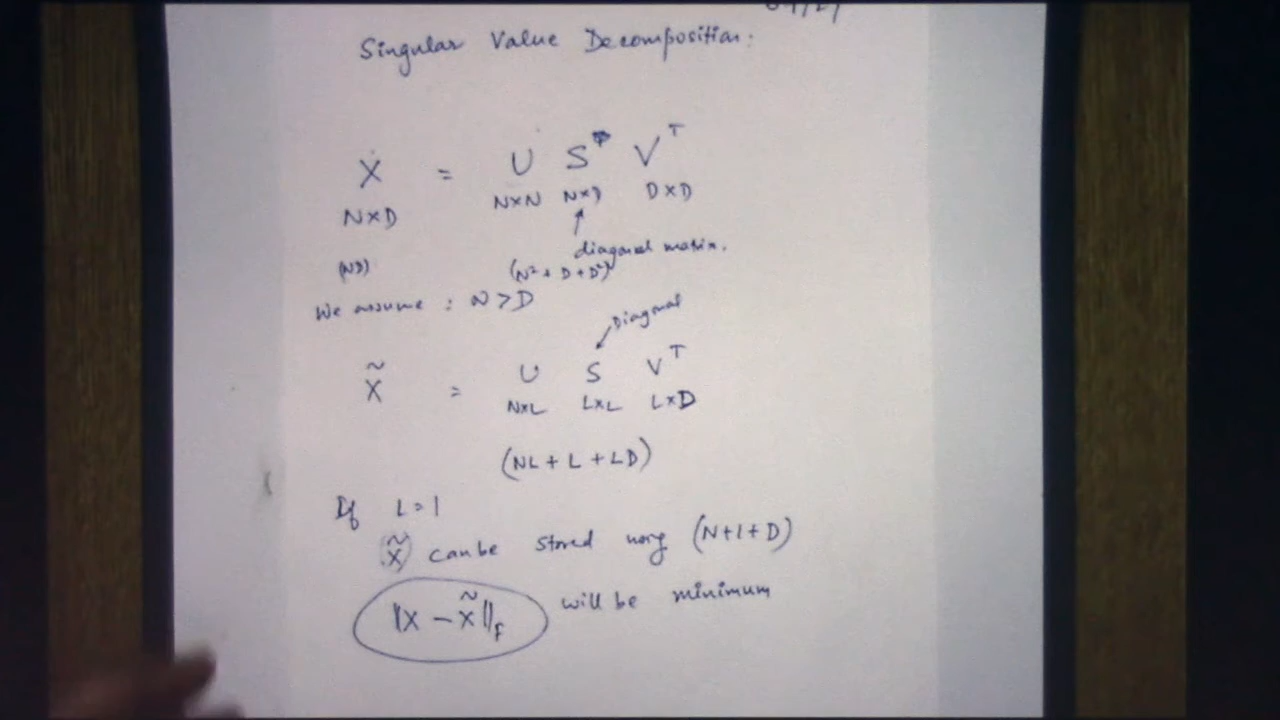 Singular Value Decomposition.
X = U S V^T
N×D N×N N×D D×D
diagonal matrix.
(ND) (N² + D + D²)
We assume : N > D
Diagonal
X̃ = U S V^T
N×L L×L L×D
(NL + L + LD)
If L = 1
X̃ can be stored using (N+1+D)
||X - X̃||_F will be minimum